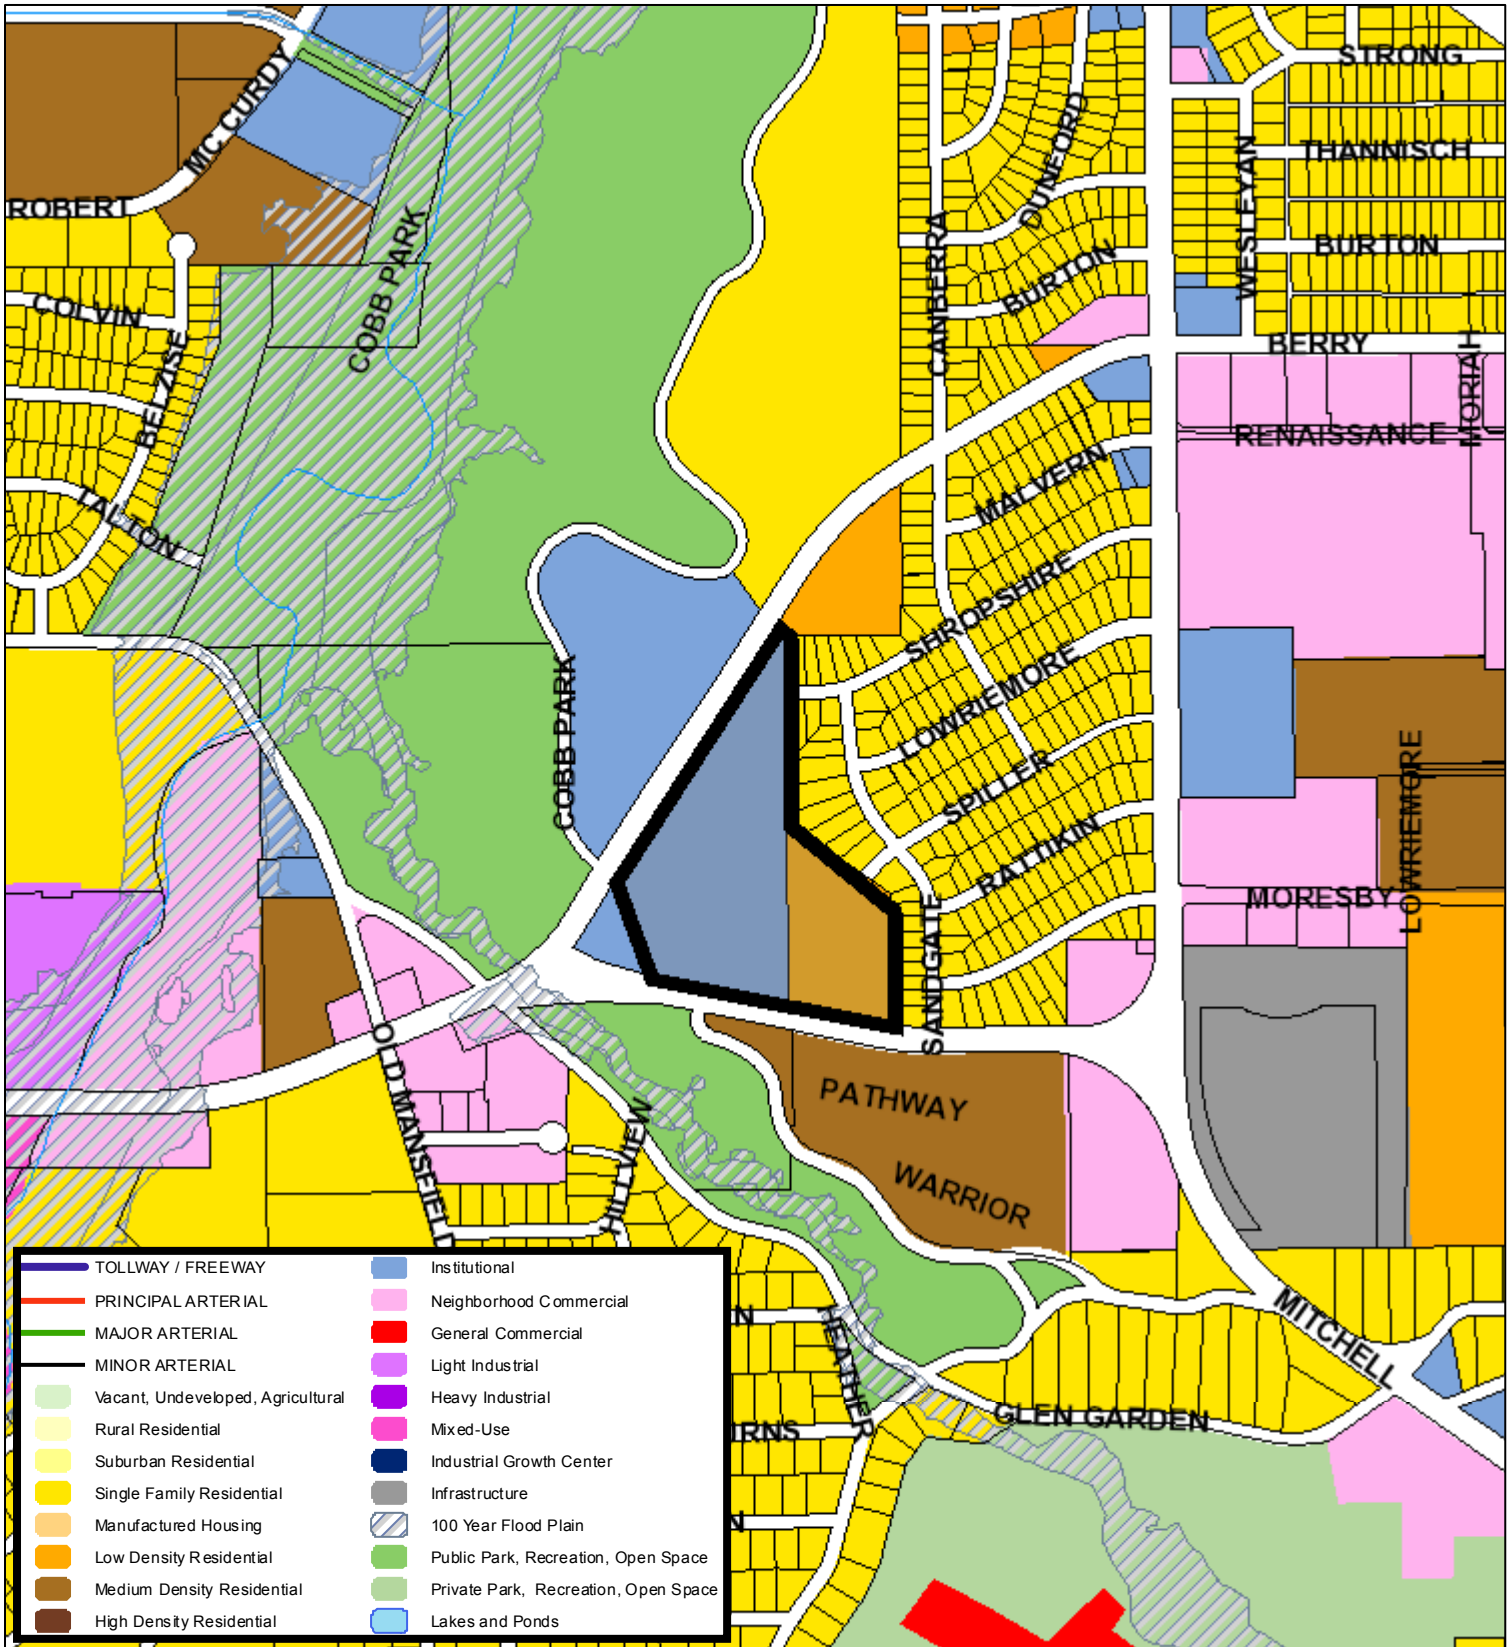 STRONG
MC CURDY
DUNFORD
WESLEYAN
THANNISCH
ROBERT
COBB PARK
CANBERRA
BURTON
BURTON
COLVIN
BELZISE
BERRY
MORIAH
RENAISSANCE
MALVERN
TALTON
SHROPSHIRE
LOWRIEMORE
COBB PARK
SPILLER
LOWRIEMORE
RATTIKIN
MORESBY
SANDGATE
OLD MANSFIELD
PATHWAY
HILLVIEW
WARRIOR
MITCHELL
N
HEATHER
GLEN GARDEN
IRNS
N
TOLLWAY / FREEWAY
PRINCIPAL ARTERIAL
MAJOR ARTERIAL
MINOR ARTERIAL
Vacant, Undeveloped, Agricultural
Rural Residential
Suburban Residential
Single Family Residential
Manufactured Housing
Low Density Residential
Medium Density Residential
High Density Residential
Institutional
Neighborhood Commercial
General Commercial
Light Industrial
Heavy Industrial
Mixed-Use
Industrial Growth Center
Infrastructure
100 Year Flood Plain
Public Park, Recreation, Open Space
Private Park, Recreation, Open Space
Lakes and Ponds